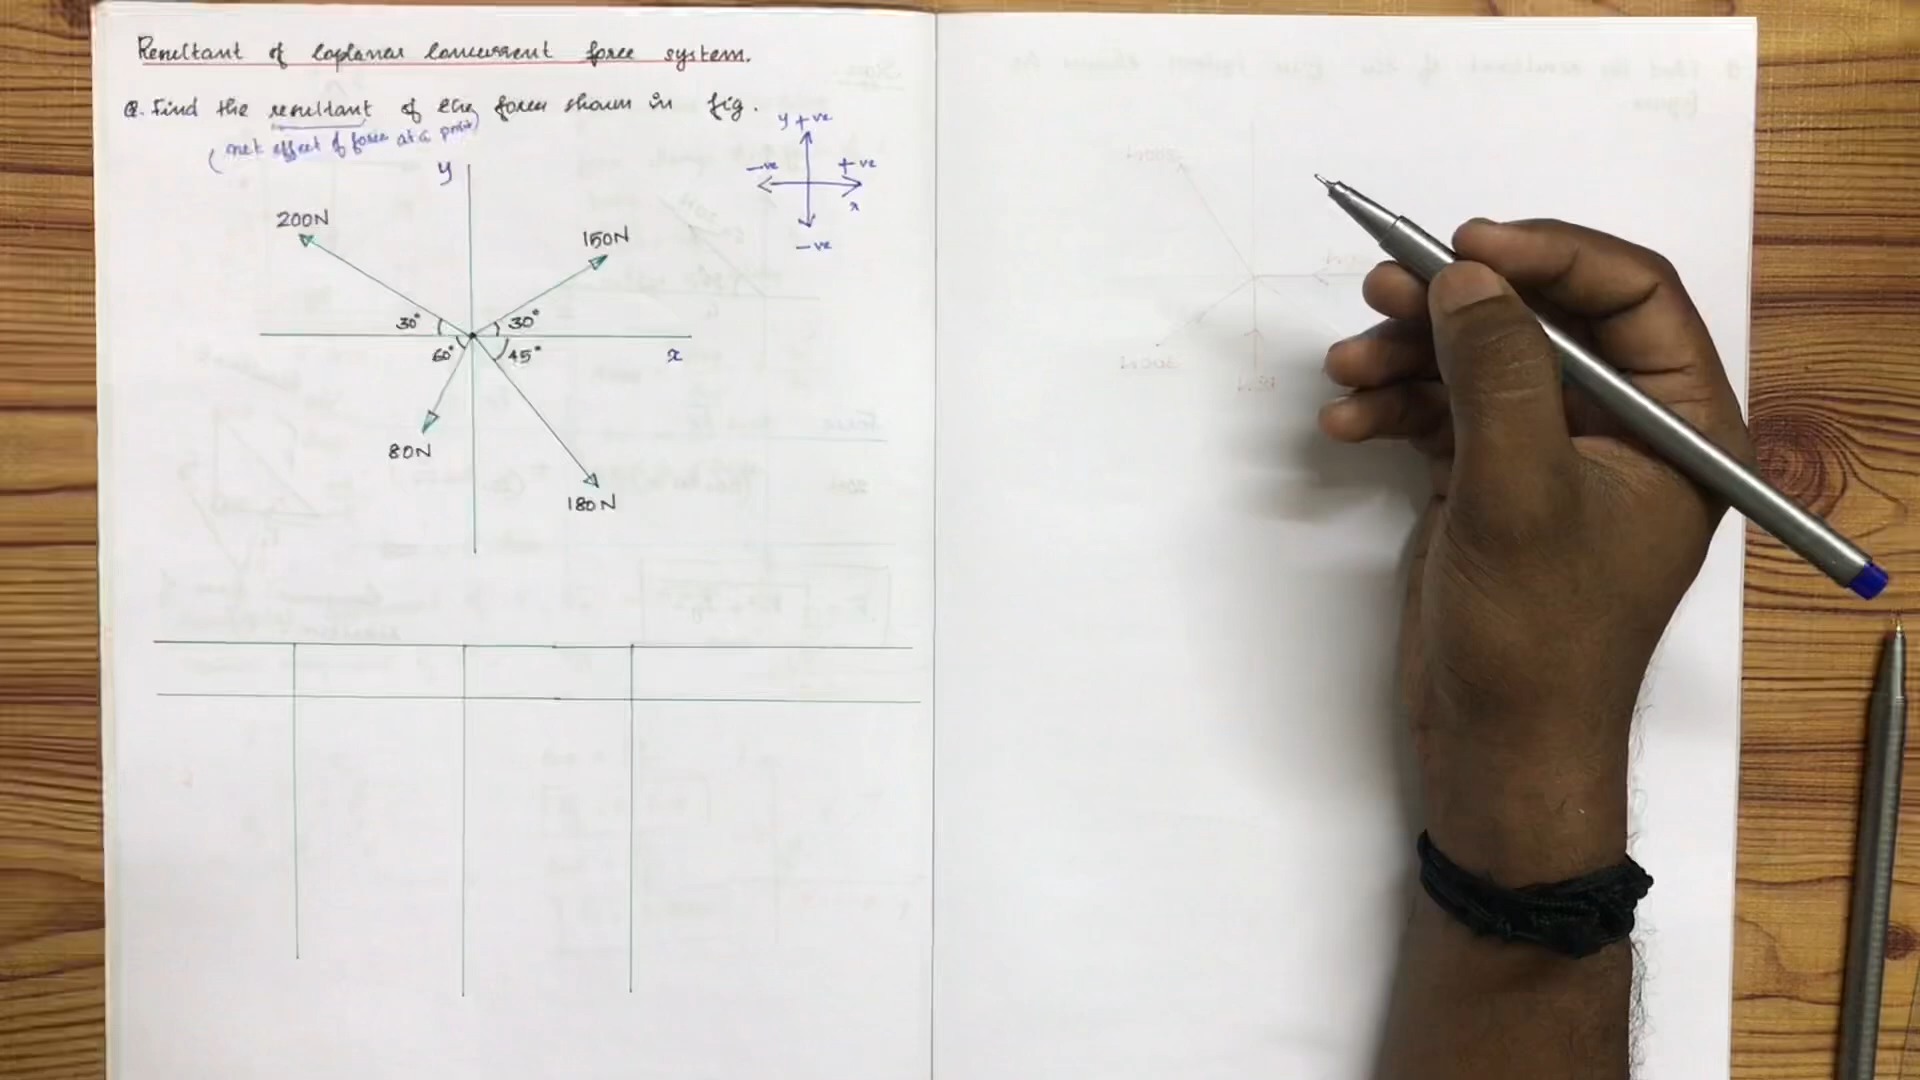 Resultant of Coplanar Concurrent force system.
Q. Find the resultant of the forces shown in fig.
(net effect of force at a point)
y +ve
-ve
+ve
x
-ve
y
200N
150N
30°
30°
60°
45°
x
80N
180N